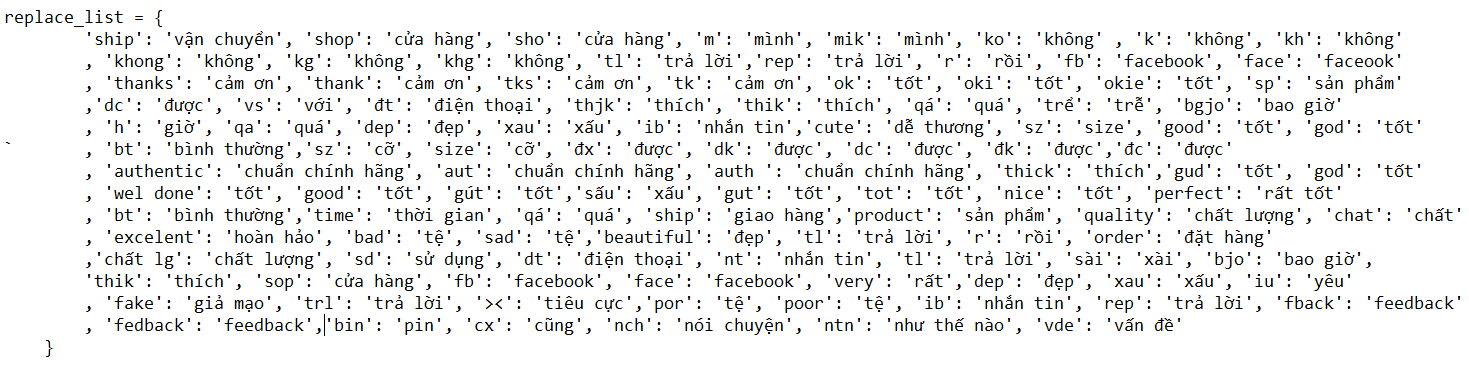 replace_list = {
'ship': 'vận chuyển', 'shop': 'cửa hàng', 'sho': 'cửa hàng', 'm': 'mình', 'mik': 'mình', 'ko': 'không' , 'k': 'không', 'kh': 'không'
, 'khong': 'không', 'kg': 'không', 'khg': 'không', 'tl': 'trả lời','rep': 'trả lời', 'r': 'rồi', 'fb': 'facebook', 'face': 'faceook'
, 'thanks': 'cảm ơn', 'thank': 'cảm ơn', 'tks': 'cảm ơn', 'tk': 'cảm ơn', 'ok': 'tốt', 'oki': 'tốt', 'okie': 'tốt', 'sp': 'sản phẩm'
,'dc': 'được', 'vs': 'với', 'đt': 'điện thoại', 'thjk': 'thích', 'thik': 'thích', 'qá': 'quá', 'trể': 'trễ', 'bgjo': 'bao giờ'
, 'h': 'giờ', 'qa': 'quá', 'dep': 'đẹp', 'xau': 'xấu', 'ib': 'nhắn tin','cute': 'dễ thương', 'sz': 'size', 'good': 'tốt', 'god': 'tốt'
, 'bt': 'bình thường','sz': 'cỡ', 'size': 'cỡ', 'đx': 'được', 'dk': 'được', 'dc': 'được', 'đk': 'được','đc': 'được'
, 'authentic': 'chuẩn chính hãng', 'aut': 'chuẩn chính hãng', 'auth ': 'chuẩn chính hãng', 'thick': 'thích','gud': 'tốt', 'god': 'tốt'
, 'wel done': 'tốt', 'good': 'tốt', 'gút': 'tốt','sấu': 'xấu', 'gut': 'tốt', 'tot': 'tốt', 'nice': 'tốt', 'perfect': 'rất tốt'
, 'bt': 'bình thường','time': 'thời gian', 'qá': 'quá', 'ship': 'giao hàng','product': 'sản phẩm', 'quality': 'chất lượng', 'chat': 'chất'
, 'excelent': 'hoàn hảo', 'bad': 'tệ', 'sad': 'tệ','beautiful': 'đẹp', 'tl': 'trả lời', 'r': 'rồi', 'order': 'đặt hàng'
,'chất lg': 'chất lượng', 'sd': 'sử dụng', 'dt': 'điện thoại', 'nt': 'nhắn tin', 'tl': 'trả lời', 'sài': 'xài', 'bjo': 'bao giờ',
'thik': 'thích', 'sop': 'cửa hàng', 'fb': 'facebook', 'face': 'facebook', 'very': 'rất','dep': 'đẹp', 'xau': 'xấu', 'iu': 'yêu'
, 'fake': 'giả mạo', 'trl': 'trả lời', '><': 'tiêu cực','por': 'tệ', 'poor': 'tệ', 'ib': 'nhắn tin', 'rep': 'trả lời', 'fback': 'feedback'
, 'fedback': 'feedback','bin': 'pin', 'cx': 'cũng', 'nch': 'nói chuyện', 'ntn': 'như thế nào', 'vde': 'vấn đề'
}